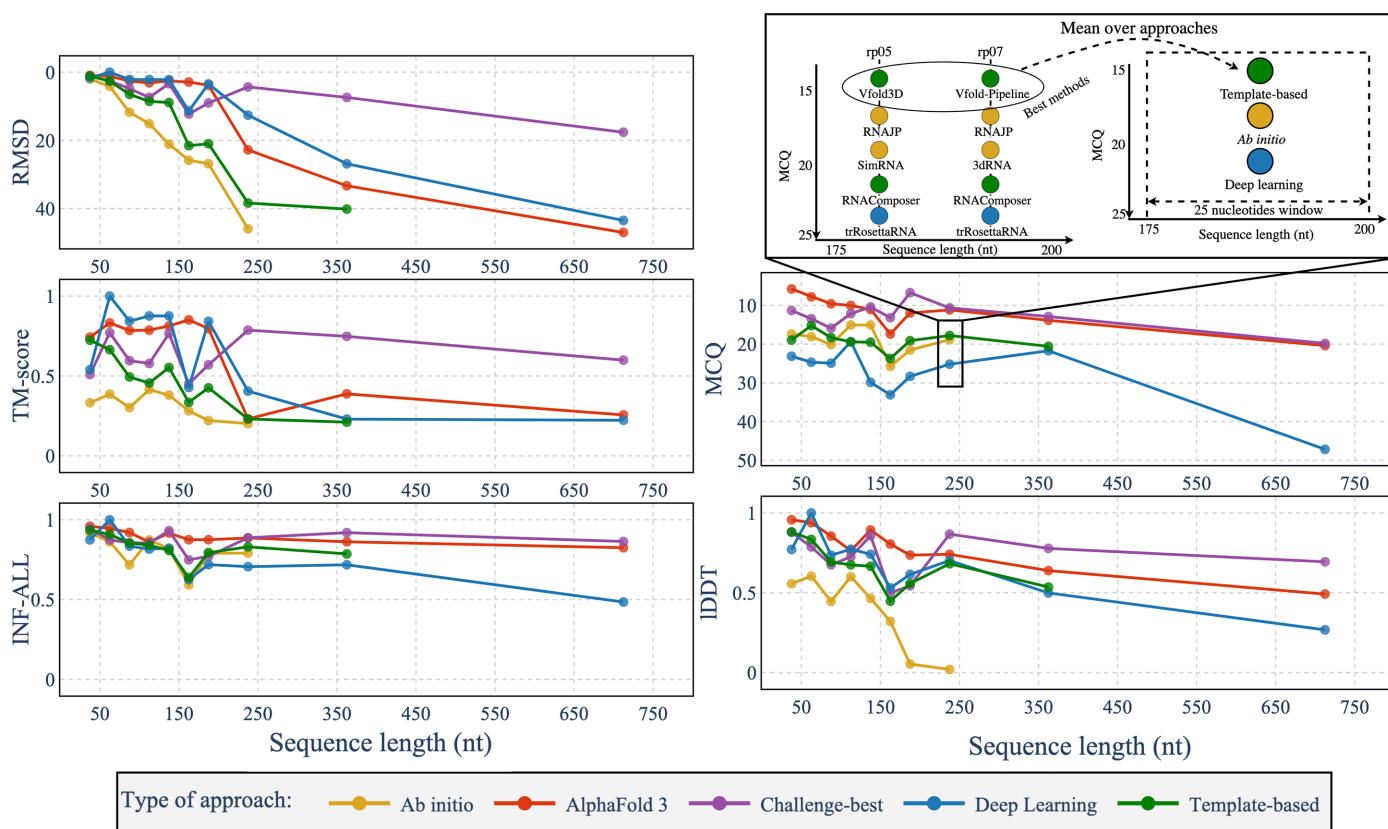 RMSD
0
20
40
50
150
250
350
450
550
650
750
TM-score
1
0.5
0
50
150
250
350
450
550
650
750
INF-ALL
1
0.5
0
50
150
250
350
450
550
650
750
Sequence length (nt)
Mean over approaches
rp05
rp07
15
Vfold3D
Vfold-Pipeline
Best methods
RNAJP
RNAJP
MCQ
20
SimRNA
3dRNA
RNAComposer
RNAComposer
25
trRosettaRNA
trRosettaRNA
175
Sequence length (nt)
200
15
Template-based
MCQ
20
Ab initio
Deep learning
25
25 nucleotides window
175
200
Sequence length (nt)
MCQ
10
20
30
40
50
50
150
250
350
450
550
650
750
lDDT
1
0.5
0
50
150
250
350
450
550
650
750
Sequence length (nt)
Type of approach:
Ab initio
AlphaFold 3
Challenge-best
Deep Learning
Template-based